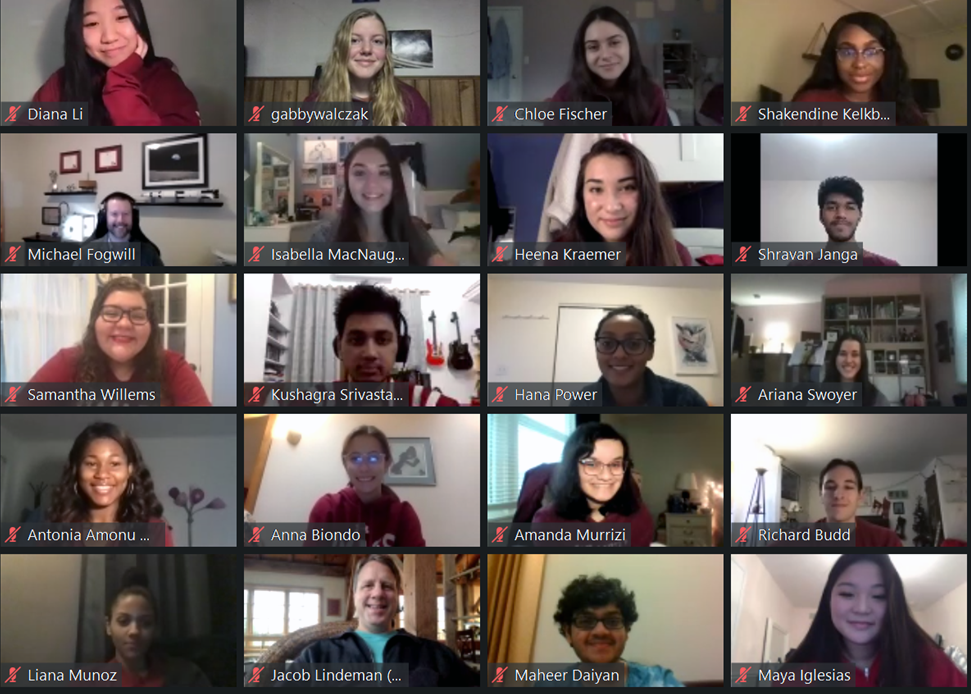 Diana Li
gabbywalczak
Chloe Fischer
Shakendine Kelkb...
Michael Fogwill
Isabella MacNaug...
Heena Kraemer
Shravan Janga
Samantha Willems
Kushagra Srivasta...
Hana Power
Ariana Swoyer
Antonia Amonu ...
Anna Biondo
Amanda Murrizi
Richard Budd
Liana Munoz
Jacob Lindeman (...
Maheer Daiyan
Maya Iglesias